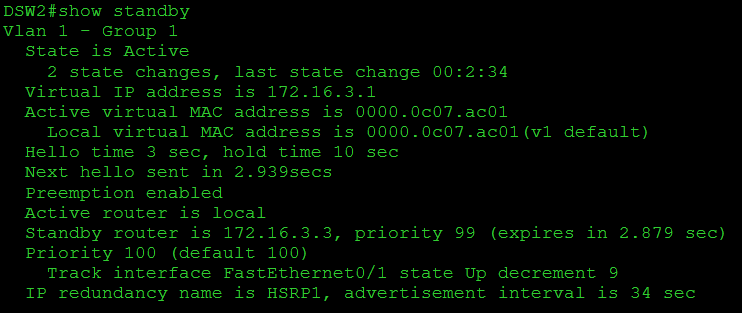 DSW2#show standby
Vlan 1 - Group 1
State is Active
2 state changes, last state change 00:2:34
Virtual IP address is 172.16.3.1
Active virtual MAC address is 0000.0c07.ac01
Local virtual MAC address is 0000.0c07.ac01(v1 default)
Hello time 3 sec, hold time 10 sec
Next hello sent in 2.939secs
Preemption enabled
Active router is local
Standby router is 172.16.3.3, priority 99 (expires in 2.879 sec)
Priority 100 (default 100)
Track interface FastEthernet0/1 state Up decrement 9
IP redundancy name is HSRP1, advertisement interval is 34 sec